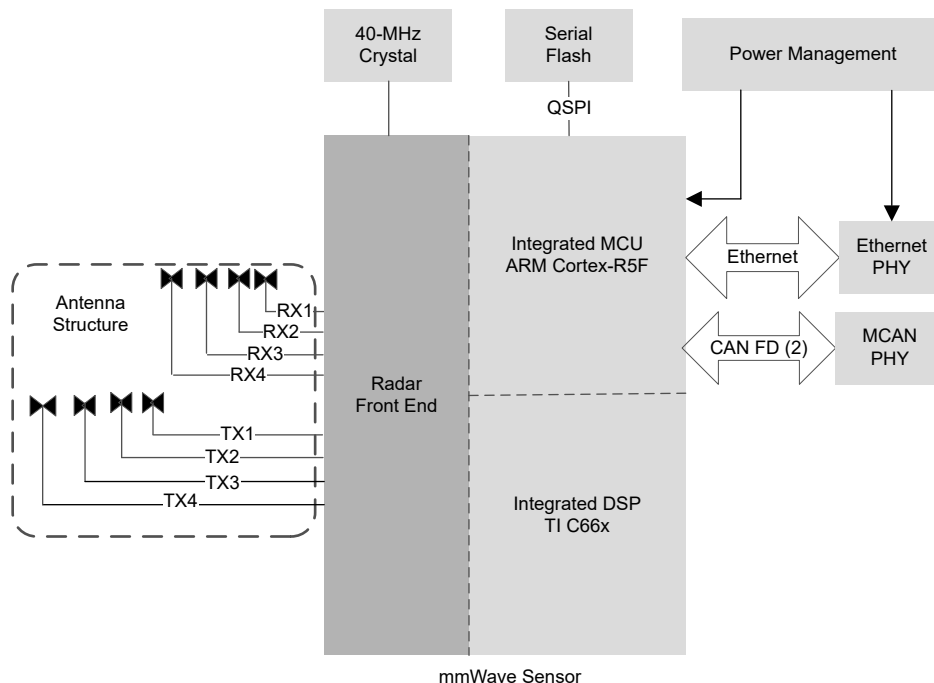 40-MHz
Crystal
Serial
Flash
Power Management
QSPI
Integrated MCU
ARM Cortex-R5F
Ethernet
Ethernet
PHY
Antenna
Structure
RX1
RX2
RX3
RX4
CAN FD (2)
MCAN
PHY
Radar
Front End
TX1
TX2
TX3
TX4
Integrated DSP
TI C66x
mmWave Sensor